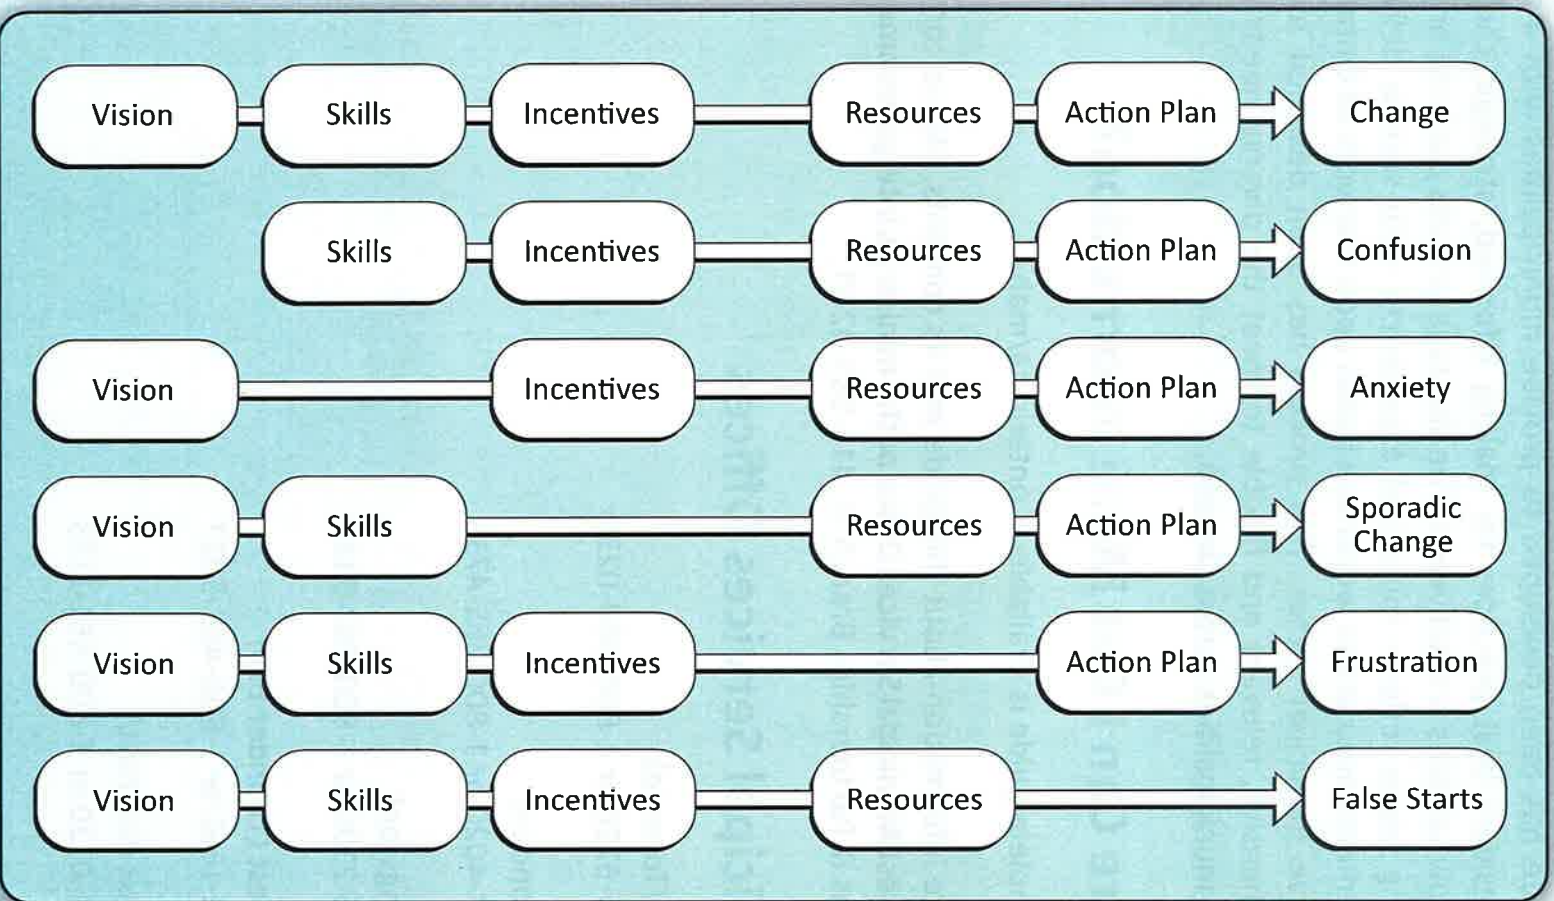 Vision Skills Incentives Resources Action Plan Change
Skills Incentives Resources Action Plan Confusion
Vision Incentives Resources Action Plan Anxiety
Vision Skills Resources Action Plan Sporadic
Change
Vision Skills Incentives Action Plan Frustration
Vision Skills Incentives Resources False Starts